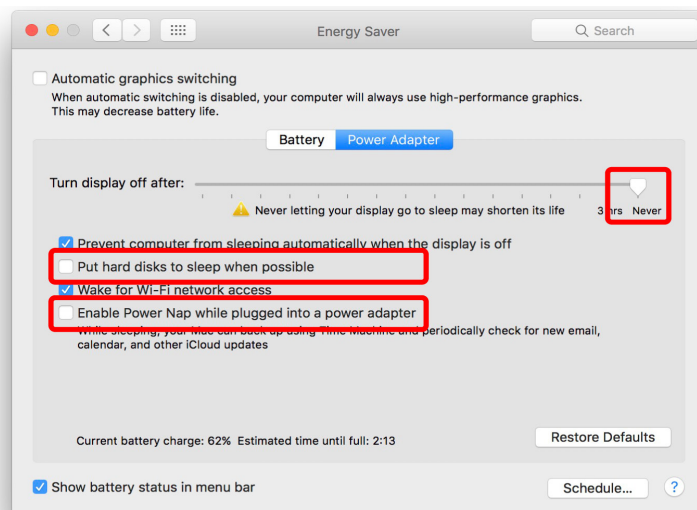 Energy Saver
Search
Automatic graphics switching
When automatic switching is disabled, your computer will always use high-performance graphics.
This may decrease battery life.
Battery Power Adapter
Turn display off after:
Never letting your display go to sleep may shorten its life 3 hrs Never
Prevent computer from sleeping automatically when the display is off
Put hard disks to sleep when possible
Wake for Wi-Fi network access
Enable Power Nap while plugged into a power adapter
While sleeping, your Mac can back up using Time Machine and periodically check for new email,
calendar, and other iCloud updates
Current battery charge: 62% Estimated time until full: 2:13
Restore Defaults
Show battery status in menu bar
Schedule...
?